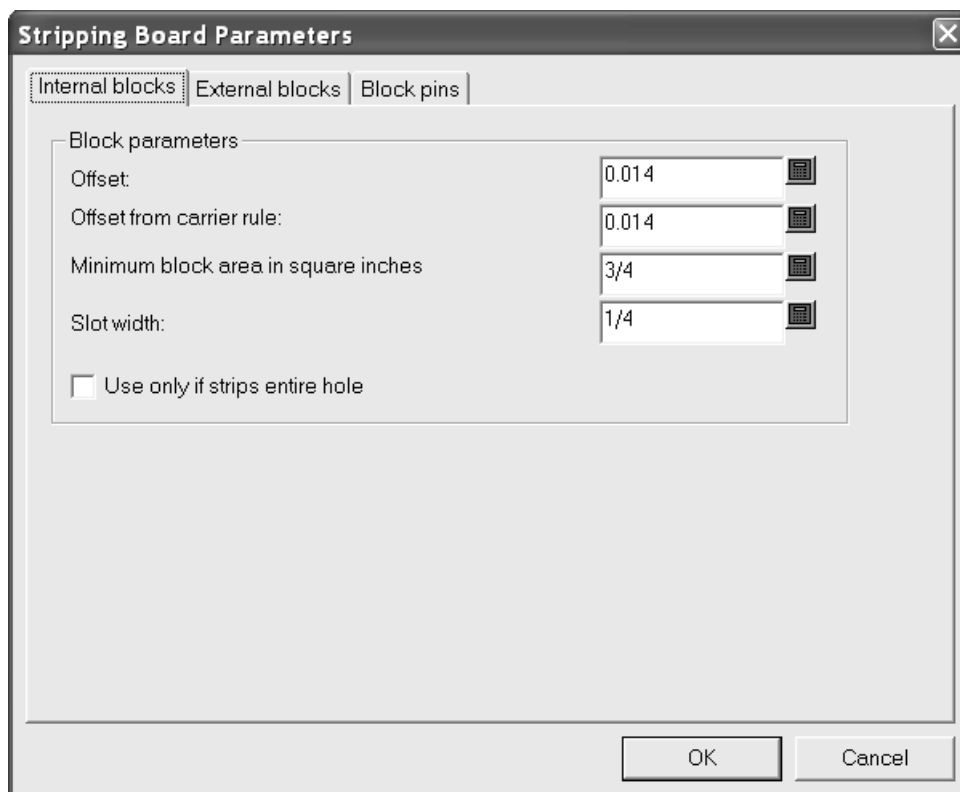 Stripping Board Parameters
Internal blocks External blocks Block pins
Block parameters
Offset: 0.014
Offset from carrier rule: 0.014
Minimum block area in square inches 3/4
Slot width: 1/4
Use only if strips entire hole
OK Cancel